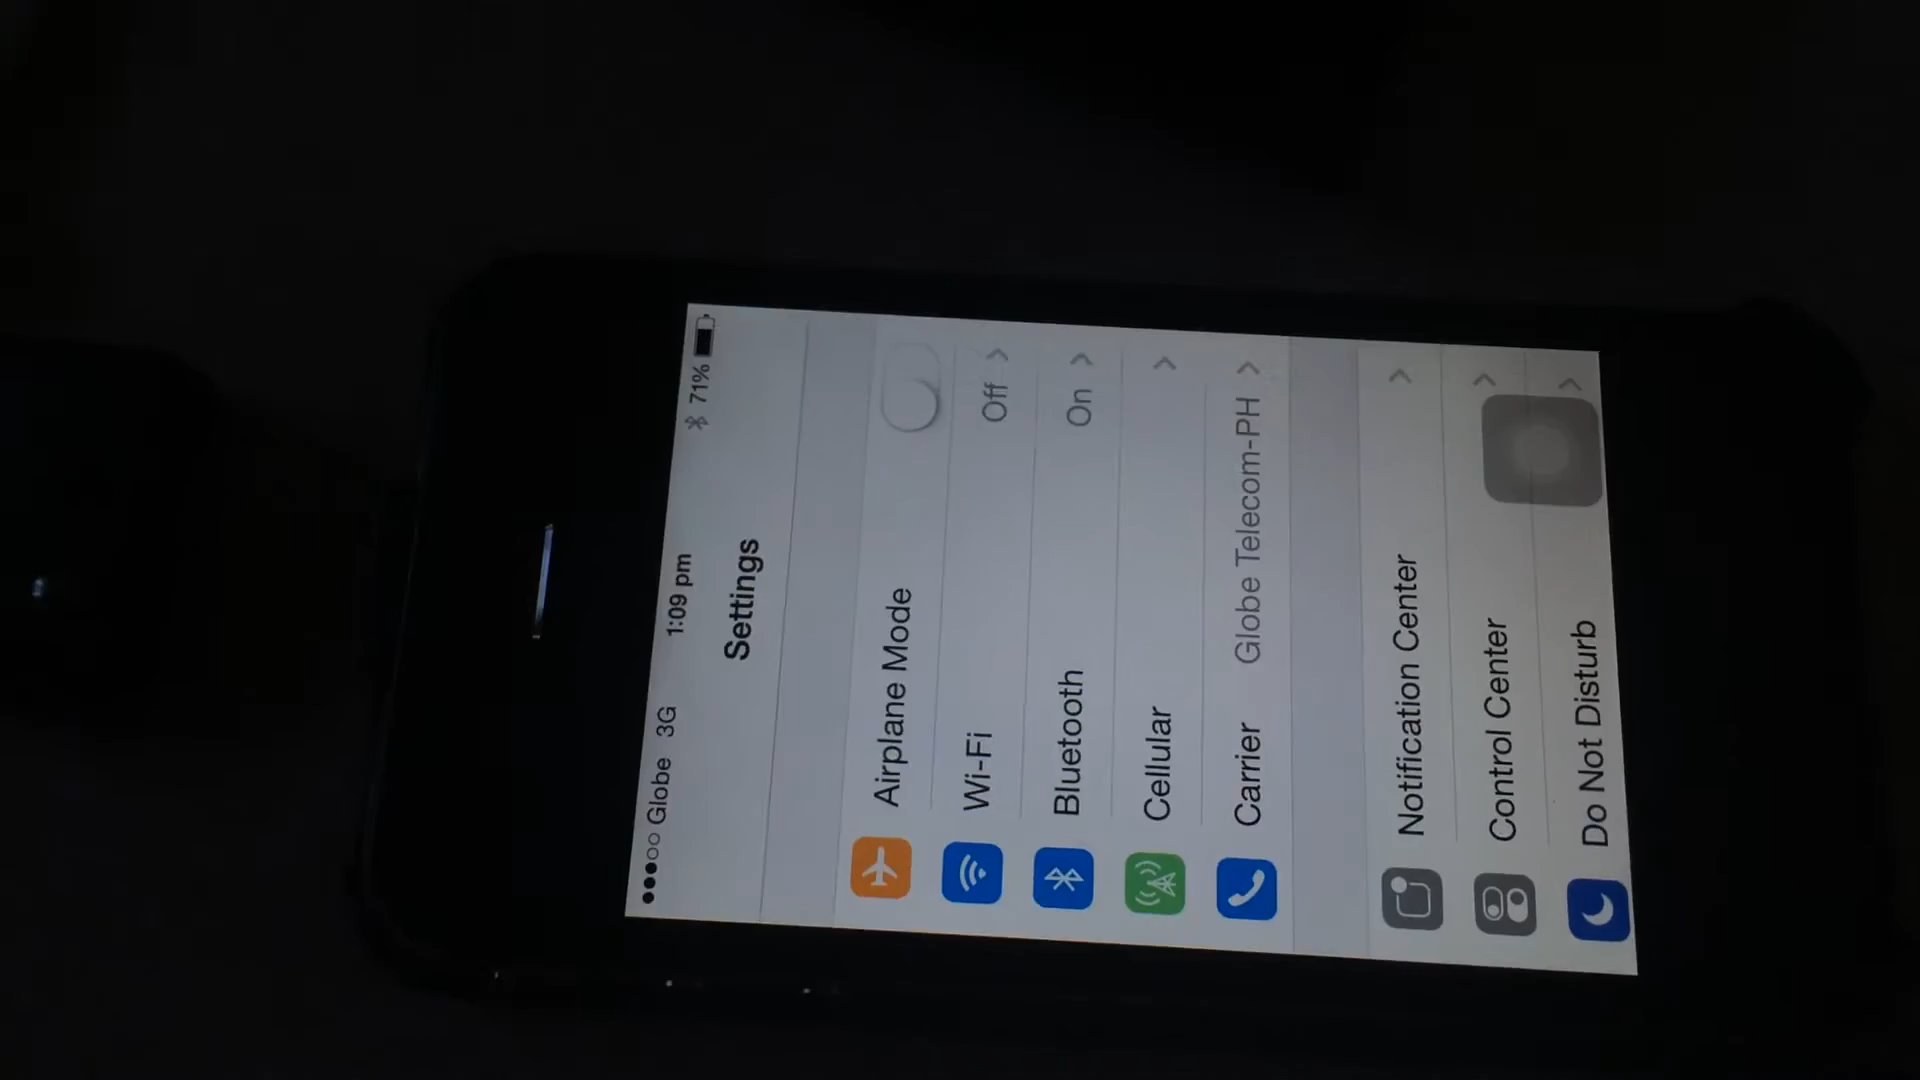 Globe 3G 1:09 pm 71%
Settings
Airplane Mode
Wi-Fi Off
Bluetooth On
Cellular
Carrier Globe Telecom-PH
Notification Center
Control Center
Do Not Disturb